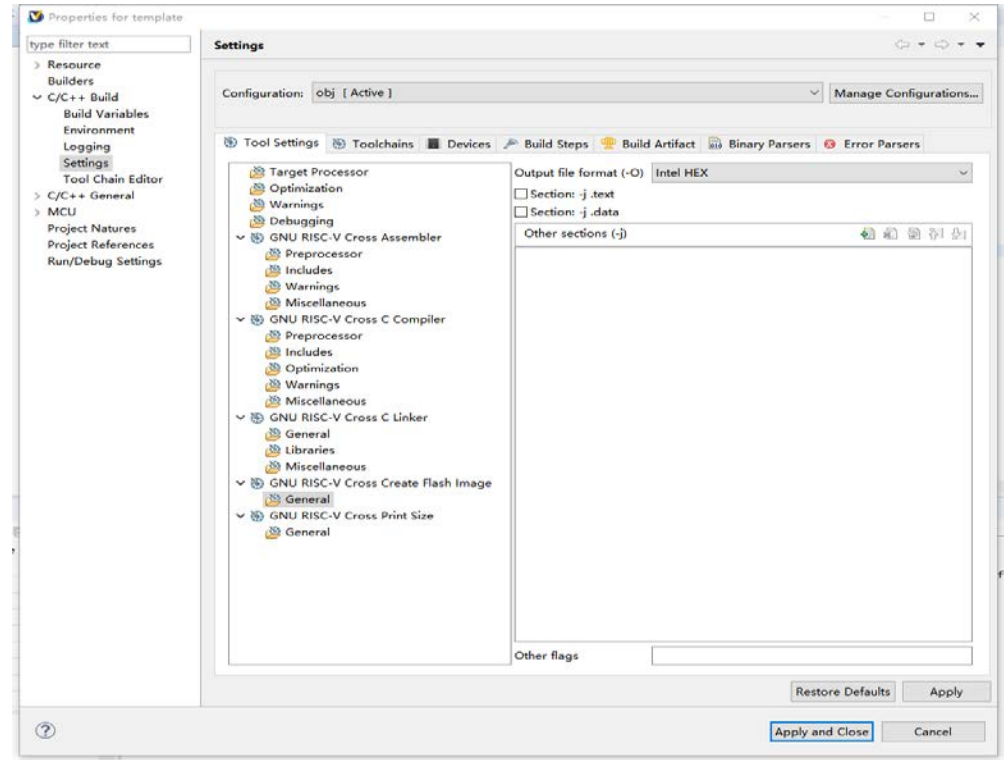 Properties for template
type filter text
Resource
Builders
C/C++ Build
Build Variables
Environment
Logging
Settings
Tool Chain Editor
C/C++ General
MCU
Project Natures
Project References
Run/Debug Settings
Settings
Configuration: obj [ Active ] Manage Configurations...
Tool Settings Toolchains Devices Build Steps Build Artifact Binary Parsers Error Parsers
Target Processor
Optimization
Warnings
Debugging
GNU RISC-V Cross Assembler
Preprocessor
Includes
Warnings
Miscellaneous
GNU RISC-V Cross C Compiler
Preprocessor
Includes
Optimization
Warnings
Miscellaneous
GNU RISC-V Cross C Linker
General
Libraries
Miscellaneous
GNU RISC-V Cross Create Flash Image
General
GNU RISC-V Cross Print Size
General
Output file format (-O) Intel HEX
Section: -j .text
Section: -j .data
Other sections (-j)
Other flags
Restore Defaults Apply
Apply and Close Cancel